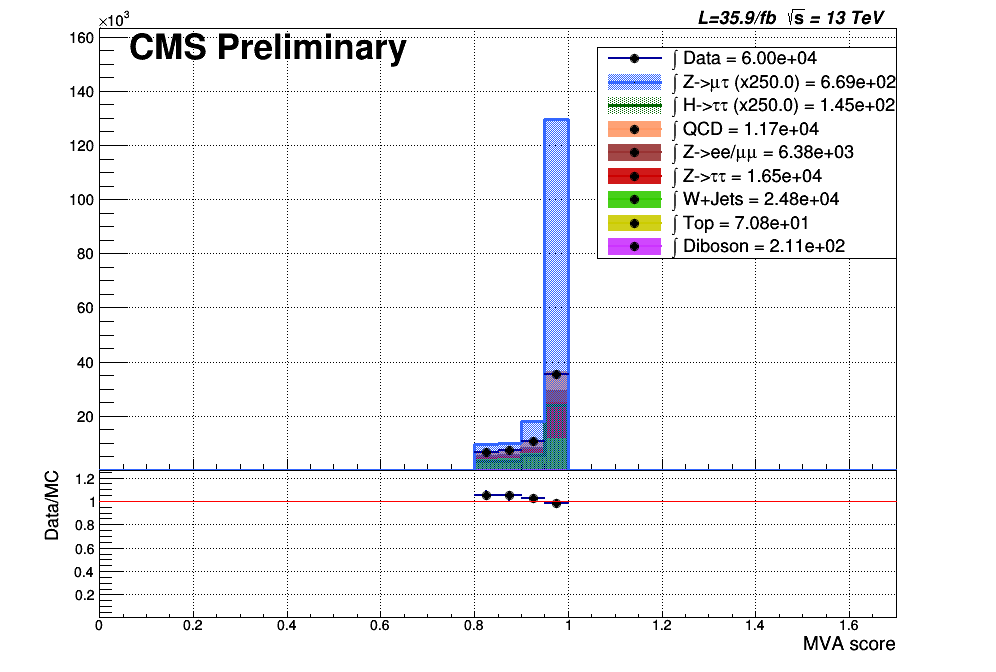 ×10³
L=35.9/fb √s = 13 TeV
CMS Preliminary
160
140
120
100
80
60
40
20
∫ Data = 6.00e+04
∫ Z->μτ (x250.0) = 6.69e+02
∫ H->ττ (x250.0) = 1.45e+02
∫ QCD = 1.17e+04
∫ Z->ee/μμ = 6.38e+03
∫ Z->ττ = 1.65e+04
∫ W+Jets = 2.48e+04
∫ Top = 7.08e+01
∫ Diboson = 2.11e+02
Data/MC
1.2
1
0.8
0.6
0.4
0.2
0 0.2 0.4 0.6 0.8 1 1.2 1.4 1.6
MVA score